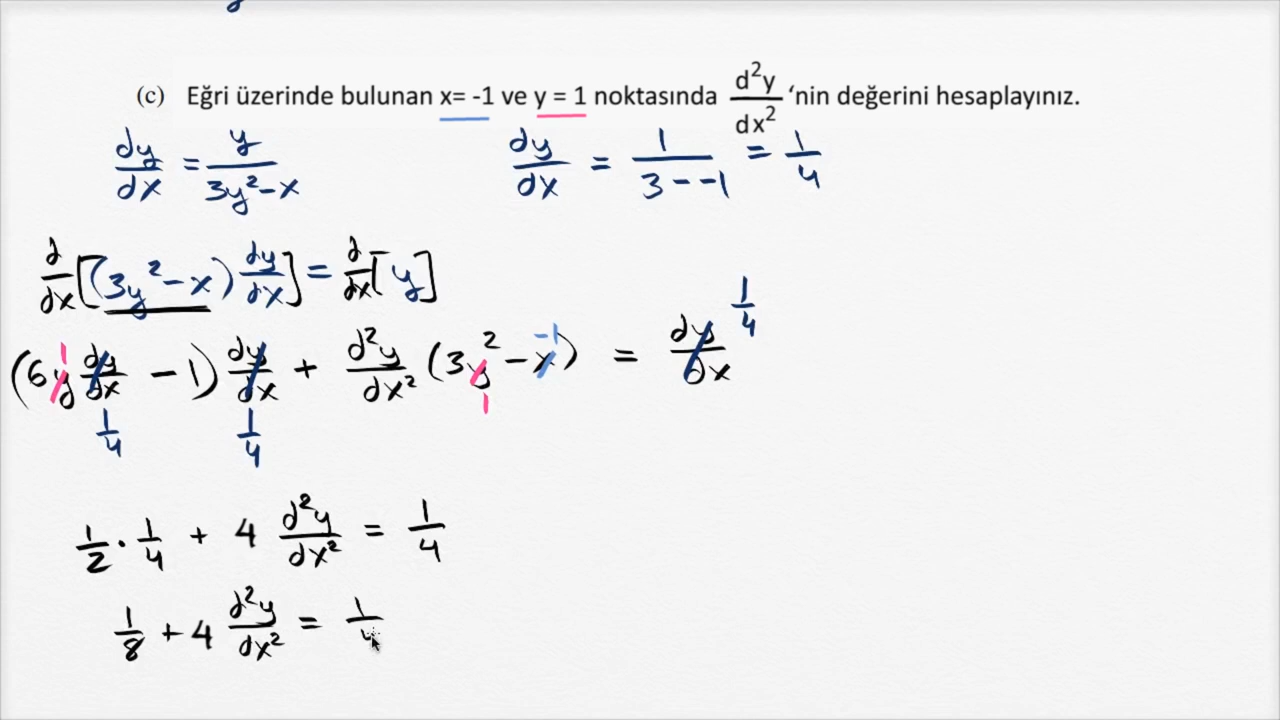 (c) Eğri üzerinde bulunan x= -1 ve y = 1 noktasında d²y/dx² ‘nin değerini hesaplayınız.
dy/dx = y/(3y²-x)    dy/dx = 1/(3--1) = 1/4
d/dx[(3y²-x) dy/dx] = d/dx[y]
(6y dy/dx - 1) dy/dx + d²y/dx² (3y² - x) = dy/dx
1 -1 1/4
1/4 1/4 1
1/2 · 1/4 + 4 d²y/dx² = 1/4
1/8 + 4 d²y/dx² = 1/4